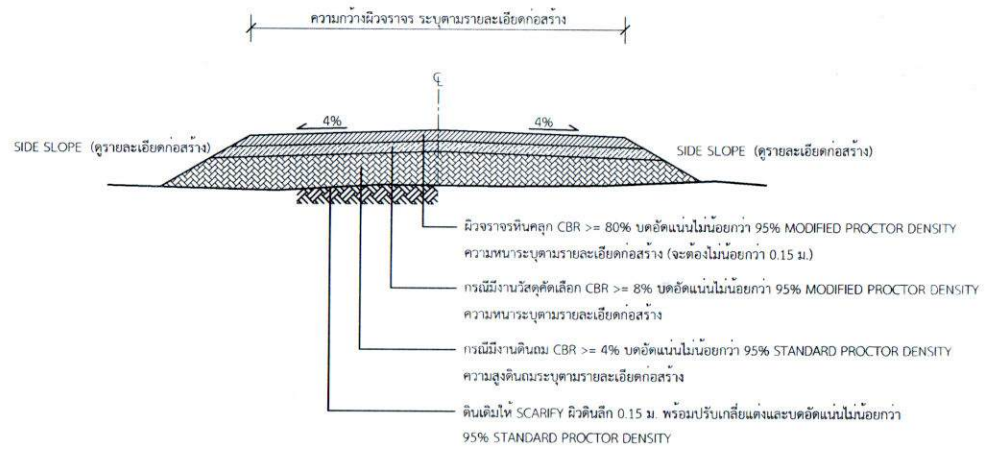 ความกว้างผิวจราจร ระบุตามรายละเอียดก่อสร้าง
℄
4% 4%
SIDE SLOPE (ดูรายละเอียดก่อสร้าง) SIDE SLOPE (ดูรายละเอียดก่อสร้าง)
ผิวจราจรหินคลุก CBR >= 80% บดอัดแน่นไม่น้อยกว่า 95% MODIFIED PROCTOR DENSITY
ความหนาระบุตามรายละเอียดก่อสร้าง (จะต้องไม่น้อยกว่า 0.15 ม.)
กรณีมีงานวัสดุคัดเลือก CBR >= 8% บดอัดแน่นไม่น้อยกว่า 95% MODIFIED PROCTOR DENSITY
ความหนาระบุตามรายละเอียดก่อสร้าง
กรณีมีงานดินถม CBR >= 4% บดอัดแน่นไม่น้อยกว่า 95% STANDARD PROCTOR DENSITY
ความสูงดินถมระบุตามรายละเอียดก่อสร้าง
ดินเดิมให้ SCARIFY ผิวดินลึก 0.15 ม. พร้อมปรับเกลี่ยแต่งและบดอัดแน่นไม่น้อยกว่า
95% STANDARD PROCTOR DENSITY